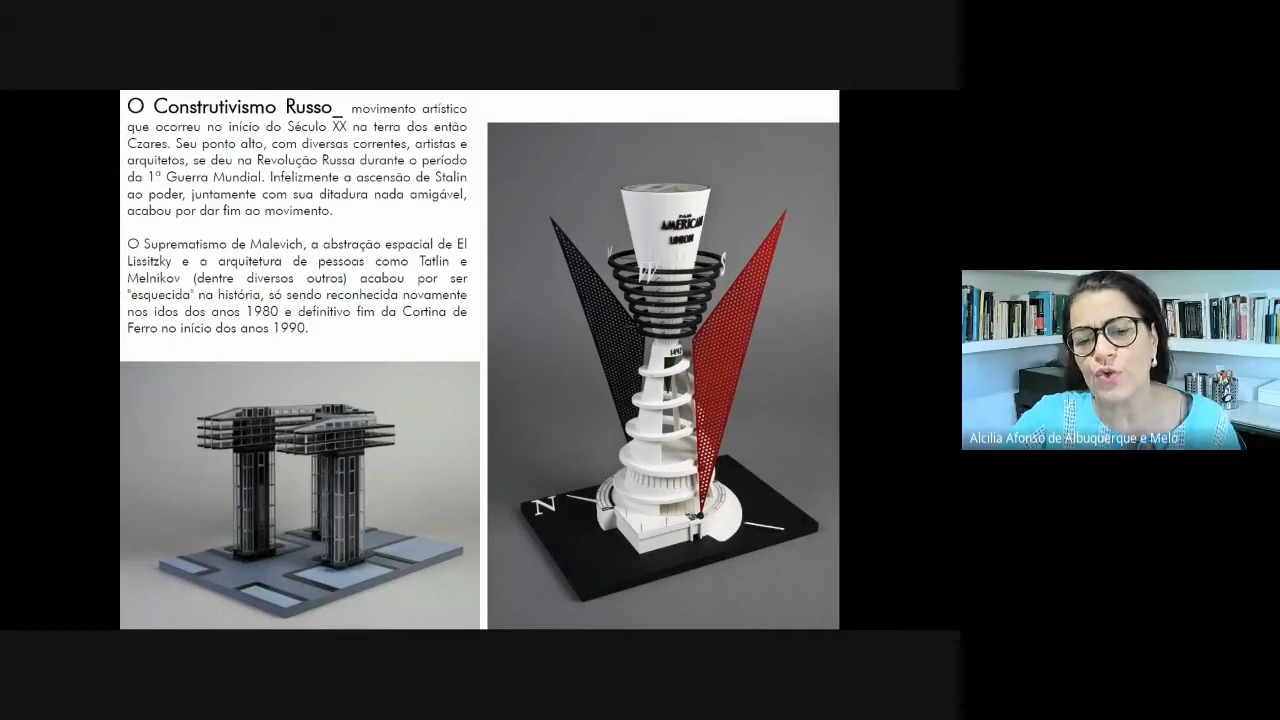 O Construtivismo Russo_ movimento artístico
que ocorreu no início do Século XX na terra dos então
Czares. Seu ponto alto, com diversas correntes, artistas e
arquitetos, se deu na Revolução Russa durante o período
da 1ª Guerra Mundial. Infelizmente a ascensão de Stalin
ao poder, juntamente com sua ditadura nada amigável,
acabou por dar fim ao movimento.
O Suprematismo de Malevich, a abstração espacial de El
Lissitzky e a arquitetura de pessoas como Tatlin e
Melnikov (dentre diversos outros) acabou por ser
"esquecida" na história, só sendo reconhecida novamente
nos idos dos anos 1980 e definitivo fim da Cortina de
Ferro no início dos anos 1990.
AMERICAN
UNION
W
S
N
Alcilia Afonso de Albuquerque e Melo